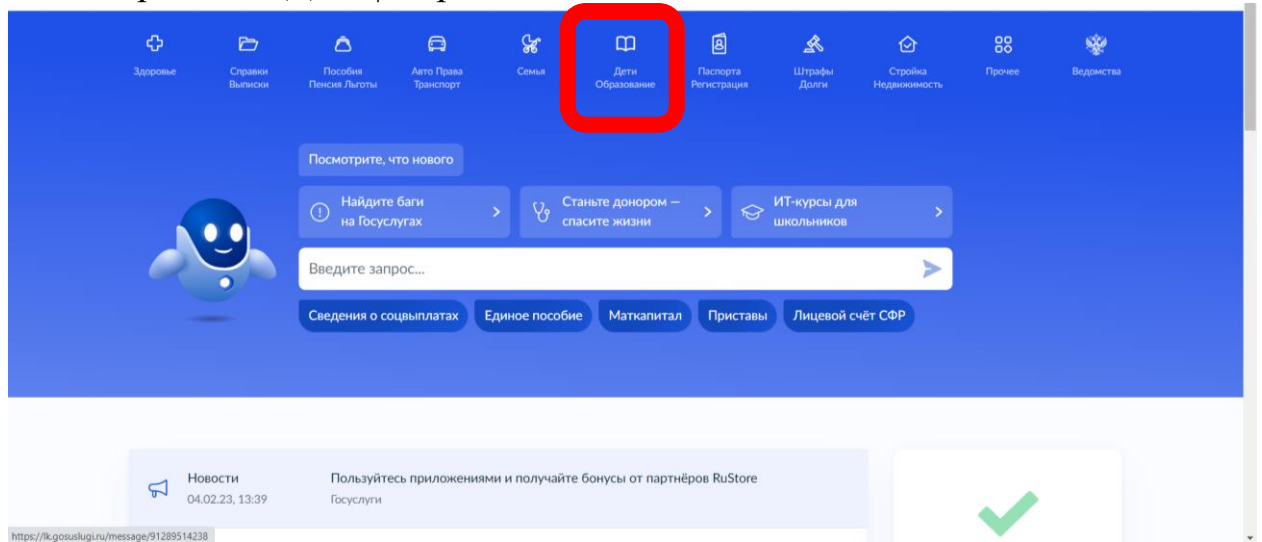 Здоровье
Справки
Выписки
Пособия
Пенсия Льготы
Авто Права
Транспорт
Семья
Дети
Образование
Паспорта
Регистрация
Штрафы
Долги
Стройка
Недвижимость
Прочее
Ведомства
Посмотрите, что нового
Найдите баги
на Госуслугах
Станьте донором —
спасите жизни
ИТ-курсы для
школьников
Введите запрос...
Сведения о соцвыплатах
Единое пособие
Маткапитал
Приставы
Лицевой счёт СФР
Новости
04.02.23, 13:39
Пользуйтесь приложениями и получайте бонусы от партнёров RuStore
Госуслуги
https://lk.gosuslugi.ru/message/91289514238